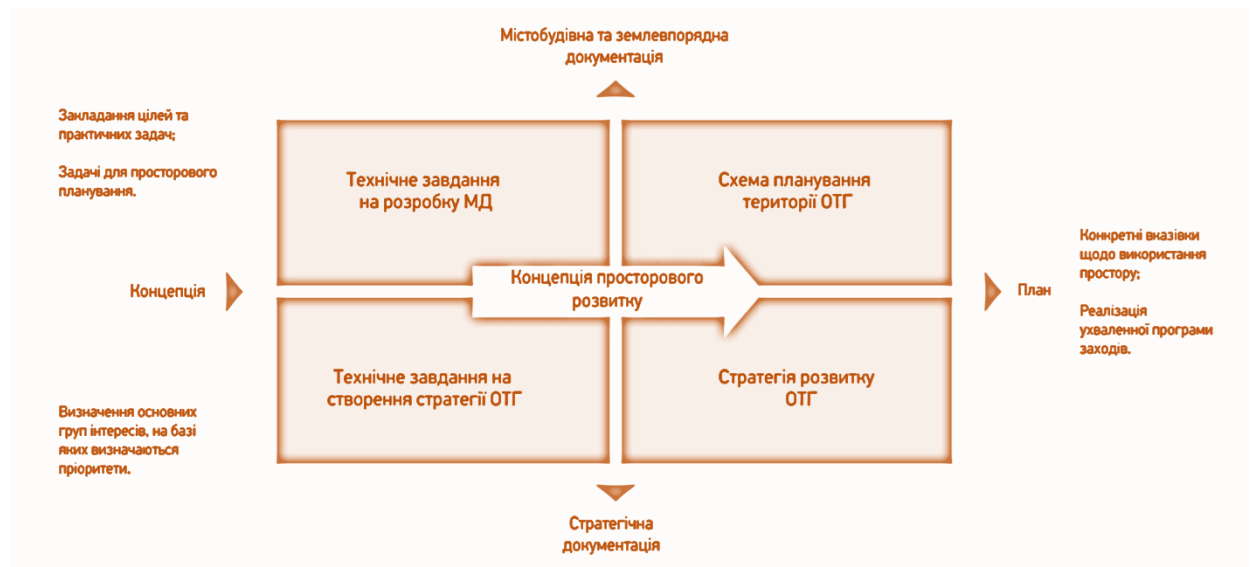 Містобудівна та землевпорядна
документація
Закладання цілей та
практичних задач;
Задачі для просторового
планування.
Технічне завдання
на розробку МД
Схема планування
території ОТГ
Концепція
Концепція просторового
розвитку
План
Конкретні вказівки
щодо використання
простору;
Реалізація
ухваленної програми
заходів.
Технічне завдання на
створення стратегії ОТГ
Стратегія розвитку
ОТГ
Визначення основних
груп інтересів, на базі
яких визначаються
пріоритети.
Стратегічна
документація